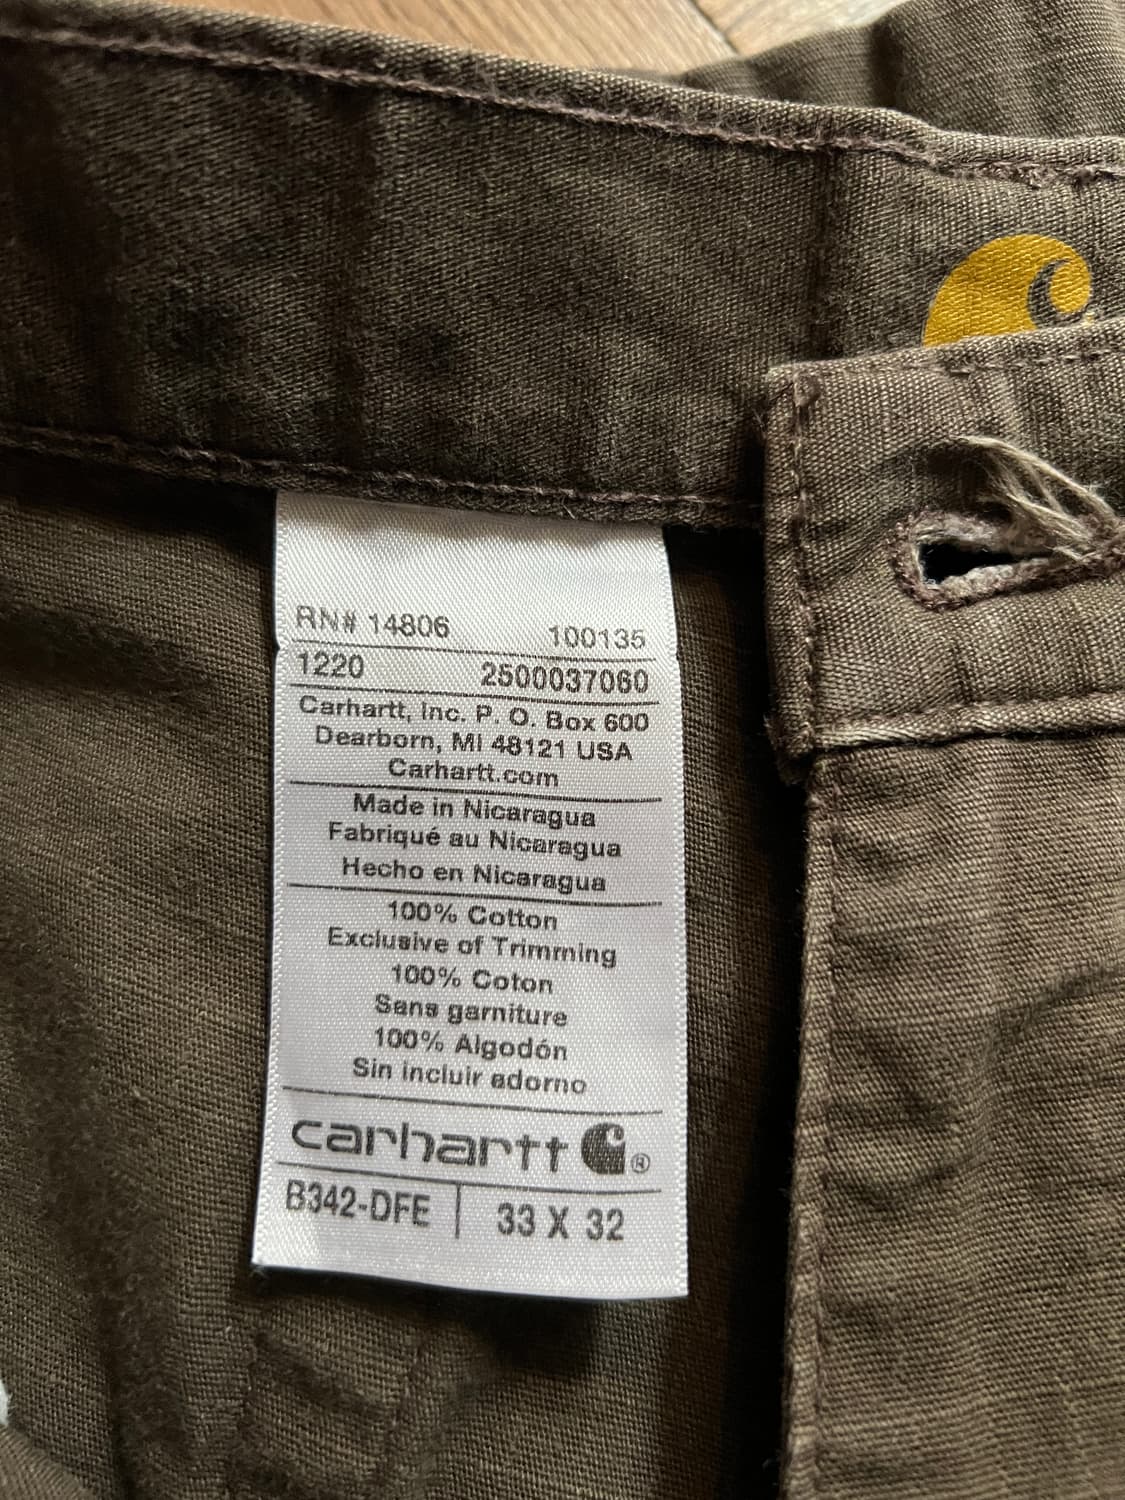 RN# 14806 100135
1220 2500037060
Carhartt, Inc. P. O. Box 600
Dearborn, MI 48121 USA
Carhartt.com
Made in Nicaragua
Fabriqué au Nicaragua
Hecho en Nicaragua
100% Cotton
Exclusive of Trimming
100% Coton
Sans garniture
100% Algodón
Sin incluir adorno
carhartt ®
B342-DFE | 33 X 32